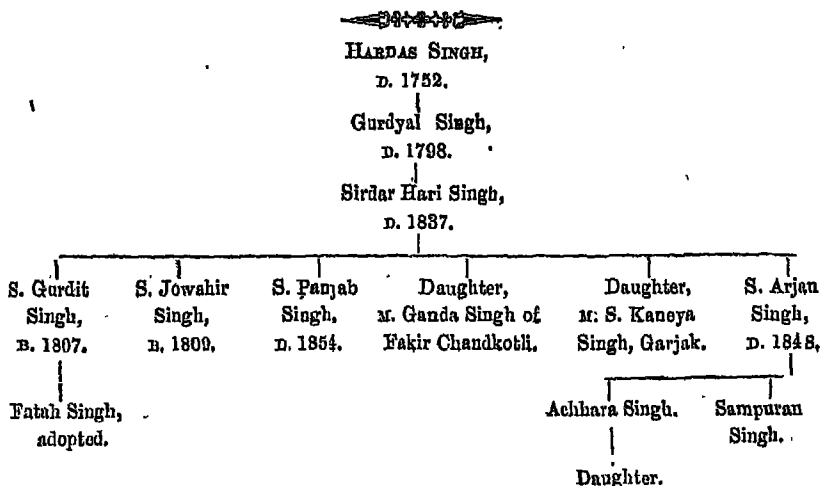 HARDAS SINGH,
D. 1752.
Gurdyal Singh,
D. 1798.
Sirdar Hari Singh,
D. 1837.
S. Gurdit
Singh,
B. 1807.
S. Jowahir
Singh,
B. 1809.
S. Panjab
Singh,
D. 1854.
Daughter,
M. Ganda Singh of
Fakir Chandkotli.
Daughter,
M: S. Kaneya
Singh, Garjak.
S. Arjan
Singh,
D. 1848,
Fatah Singh,
adopted.
Achhara Singh.
Sampuran
Singh.
Daughter.